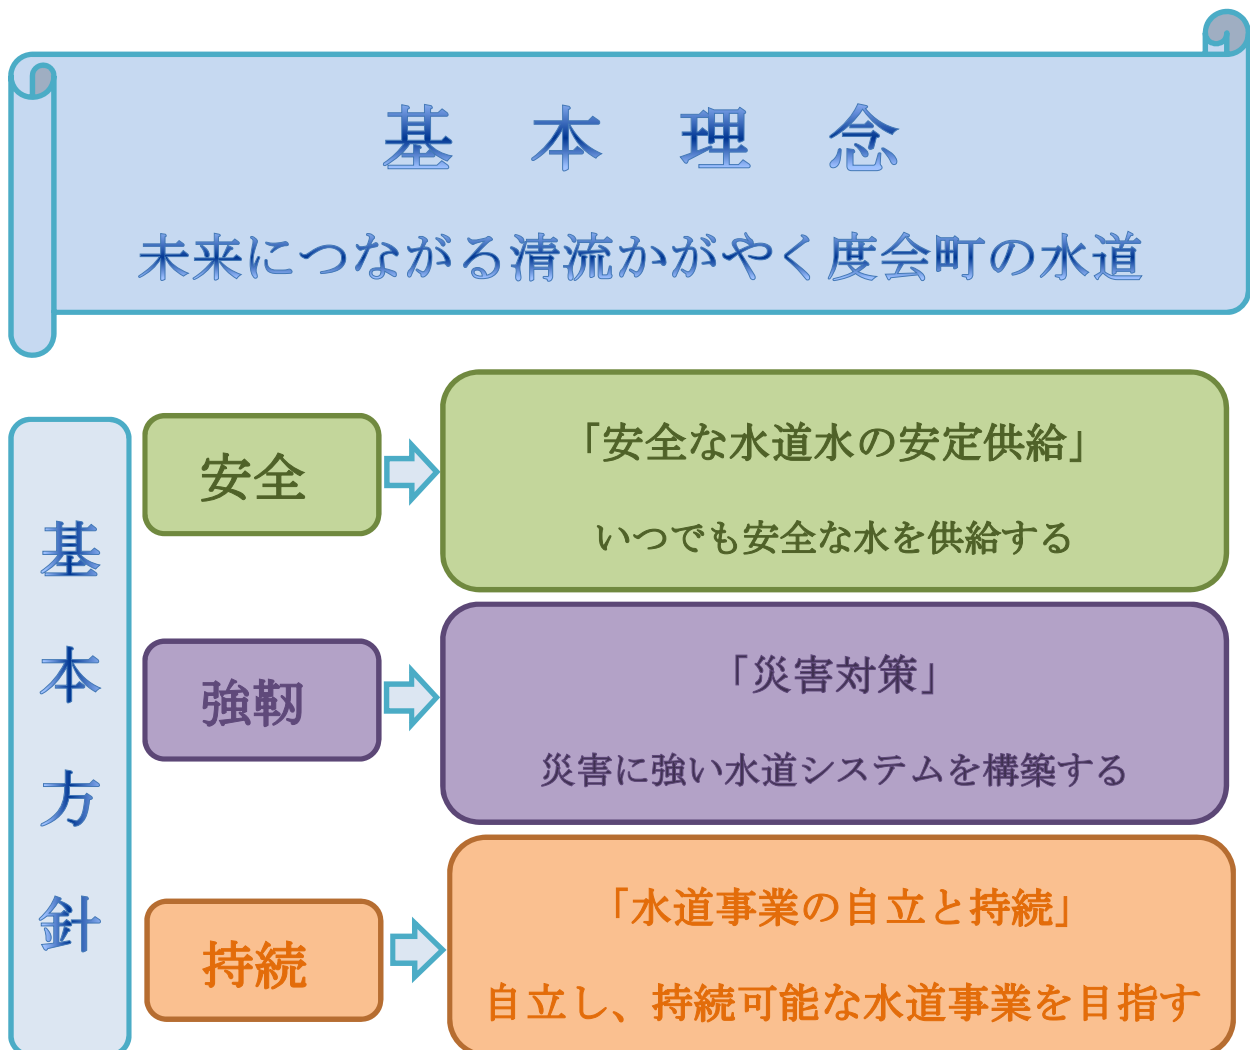 基本理念
未来につながる清流かがやく度会町の水道
基本方針
安全
「安全な水道水の安定供給」
いつでも安全な水を供給する
強靭
「災害対策」
災害に強い水道システムを構築する
持続
「水道事業の自立と持続」
自立し、持続可能な水道事業を目指す